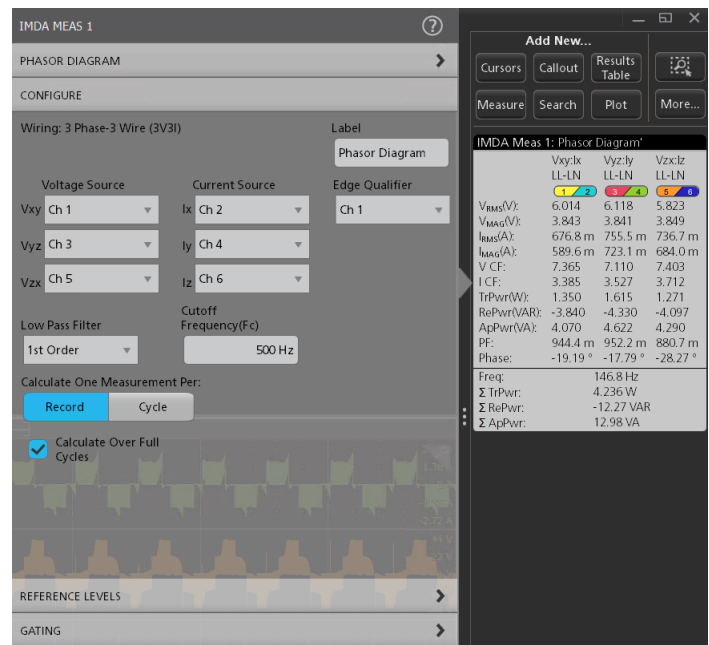 IMDA MEAS 1
?
PHASOR DIAGRAM
CONFIGURE
Wiring: 3 Phase-3 Wire (3V3I)
Label
Phasor Diagram
Voltage Source
Current Source
Edge Qualifier
Vxy Ch 1
Ix Ch 2
Ch 1
Vyz Ch 3
Iy Ch 4
Vzx Ch 5
Iz Ch 6
Low Pass Filter
Cutoff
Frequency(Fc)
1st Order
500 Hz
Calculate One Measurement Per:
Record
Cycle
Calculate Over Full
Cycles
-2.72 A
REFERENCE LEVELS
GATING
Add New...
Cursors
Callout
Results
Table
Measure
Search
Plot
More...
IMDA Meas 1: Phasor Diagram'
Vxy:Ix Vyz:Iy Vzx:Iz
LL-LN LL-LN LL-LN
1 2 3 4 5 6
VRMS(V): 6.014 6.118 5.823
VMAG(V): 3.843 3.841 3.849
IRMS(A): 676.8 m 755.5 m 736.7 m
IMAG(A): 589.6 m 723.1 m 684.0 m
V CF: 7.365 7.110 7.403
I CF: 3.385 3.527 3.712
TrPwr(W): 1.350 1.615 1.271
RePwr(VAR): -3.840 -4.330 -4.097
ApPwr(VA): 4.070 4.622 4.290
PF: 944.4 m 952.2 m 880.7 m
Phase: -19.19 ° -17.79 ° -28.27 °
Freq: 146.8 Hz
Σ TrPwr: 4.236 W
Σ RePwr: -12.27 VAR
Σ ApPwr: 12.98 VA